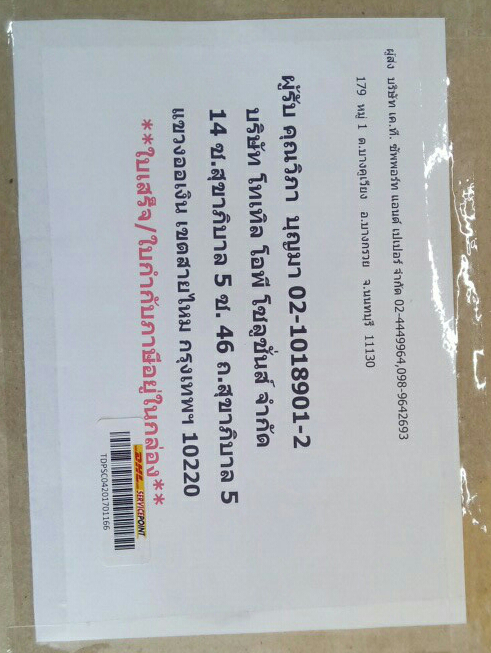 ผู้ส่ง บริษัท เค.ที. ซัพพอร์ท แอนด์ เปเปอร์ จำกัด 02-4449964,098-9642693
179 หมู่ 1 ต.บางคูเวียง อ.บางกรวย จ.นนทบุรี 11130
ผู้รับ คุณวิภา บุญมา 02-1018901-2
บริษัท โทเทิล โอพี โซลูชั่นส์ จำกัด
14 ซ.สุขาภิบาล 5 ซ. 46 ถ.สุขาภิบาล 5
แขวงออเงิน เขตสายไหม กรุงเทพฯ 10220
**ใบเสร็จ/ใบกำกับภาษีอยู่ในกล่อง**
DHL SERVICEPOINT
TDPSC04201701166